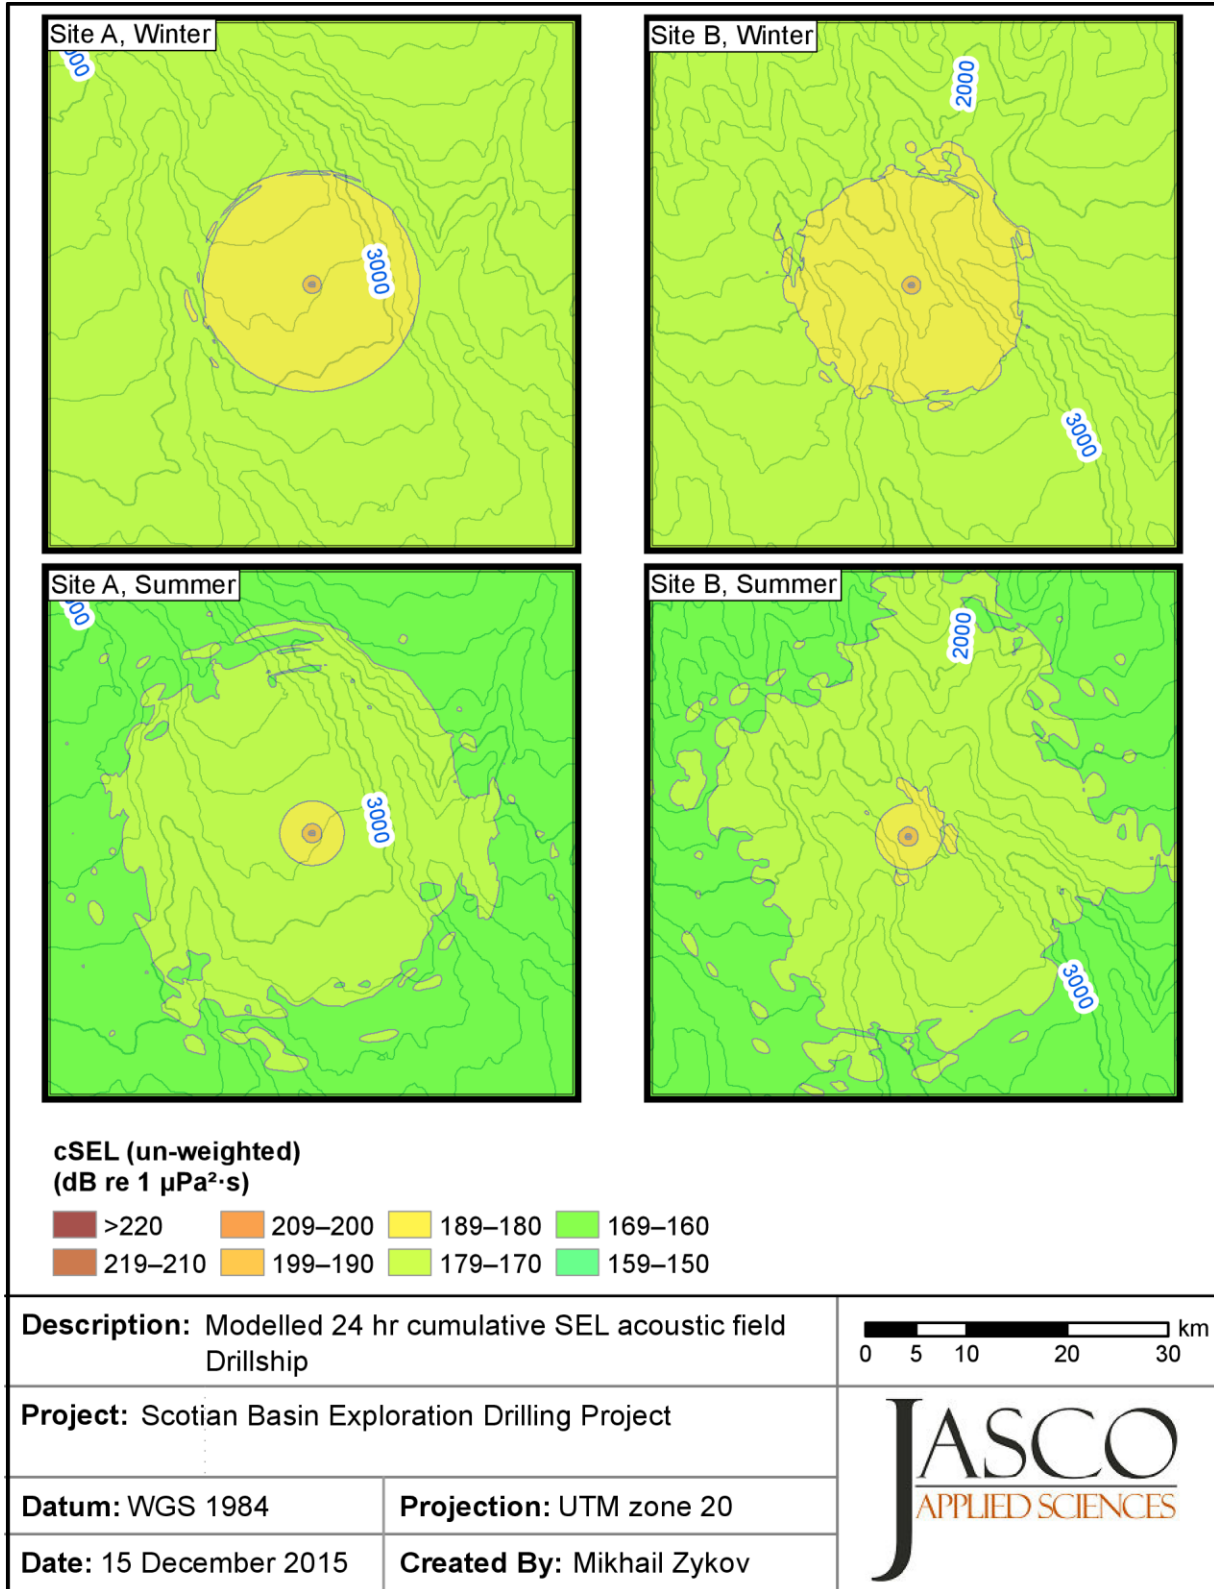 Site A, Winter
Site B, Winter
00
2000
3000
3000
Site A, Summer
Site B, Summer
00
2000
3000
3000
cSEL (un-weighted)
(dB re 1 µPa²·s)
>220 209–200 189–180 169–160
219–210 199–190 179–170 159–150
Description: Modelled 24 hr cumulative SEL acoustic field
Drillship
km
0 5 10 20 30
Project: Scotian Basin Exploration Drilling Project
JASCO
APPLIED SCIENCES
Datum: WGS 1984 Projection: UTM zone 20
Date: 15 December 2015 Created By: Mikhail Zykov